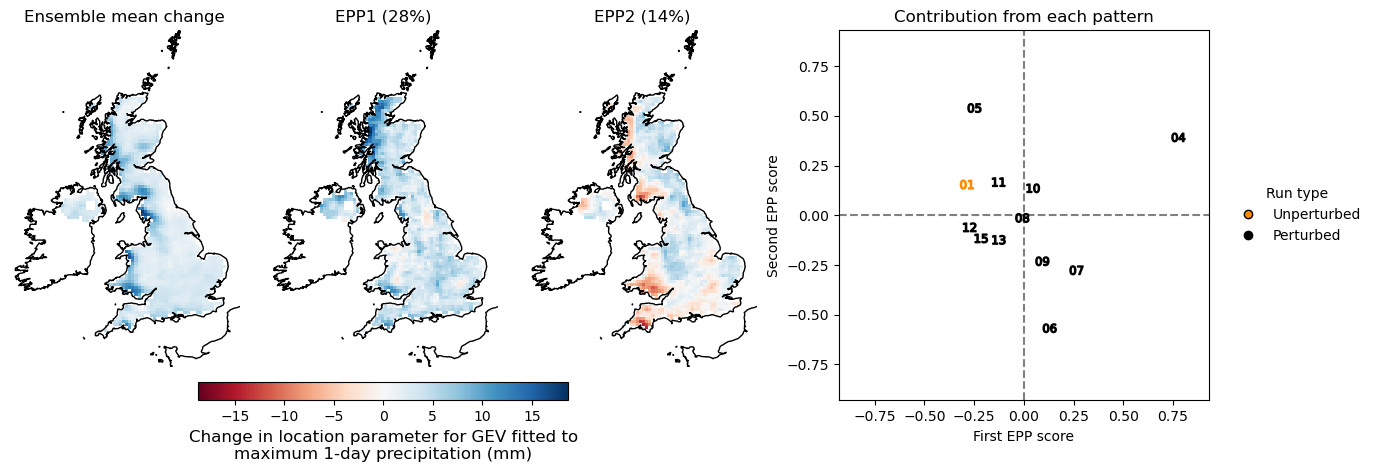 Ensemble mean change
EPP1 (28%)
EPP2 (14%)
Contribution from each pattern
−15 −10 −5 0 5 10 15
Change in location parameter for GEV fitted to
maximum 1-day precipitation (mm)
Second EPP score
0.75
0.50
0.25
0.00
−0.25
−0.50
−0.75
05
04
01
11
10
08
12
15
13
09
07
06
−0.75 −0.50 −0.25 0.00 0.25 0.50 0.75
First EPP score
Run type
Unperturbed
Perturbed